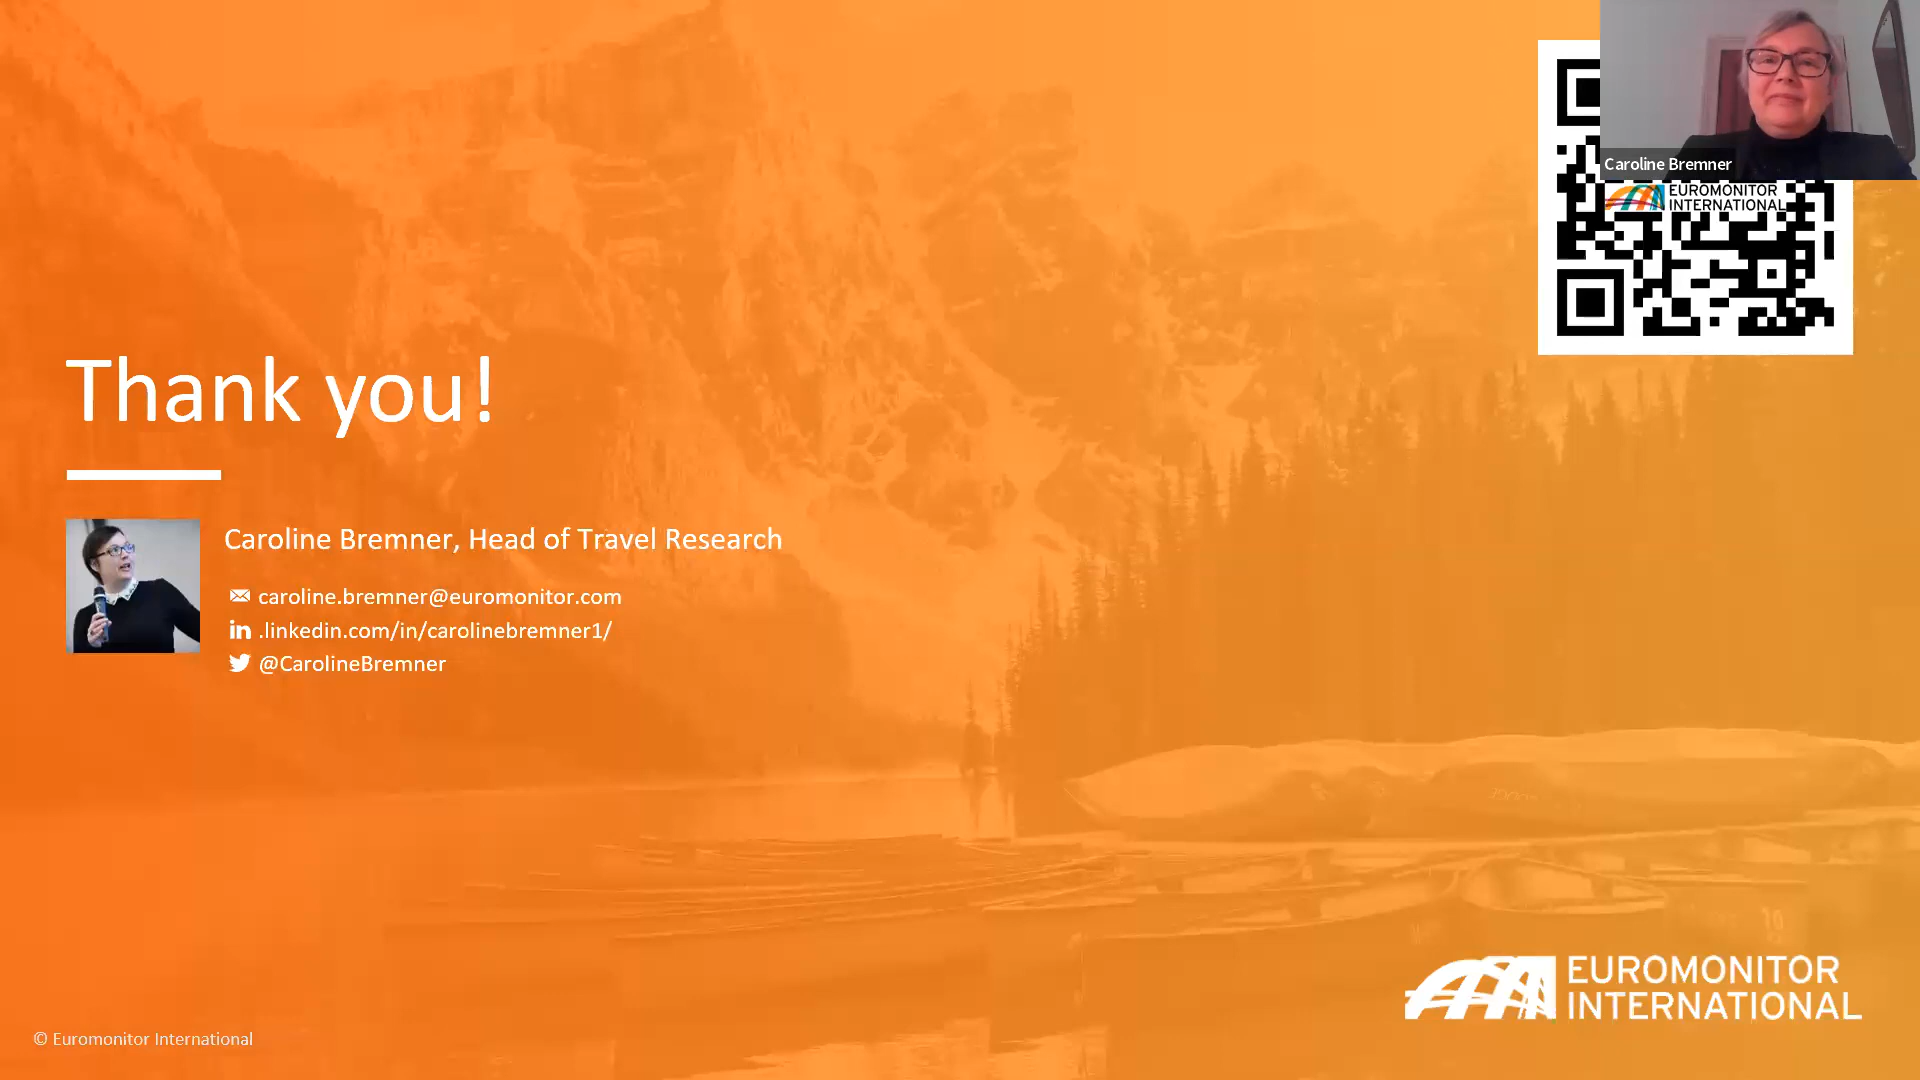 Caroline Bremner
EUROMONITOR
INTERNATIONAL
Thank you!
Caroline Bremner, Head of Travel Research
caroline.bremner@euromonitor.com
in .linkedin.com/in/carolinebremner1/
@CarolineBremner
EUROMONITOR
INTERNATIONAL
© Euromonitor International